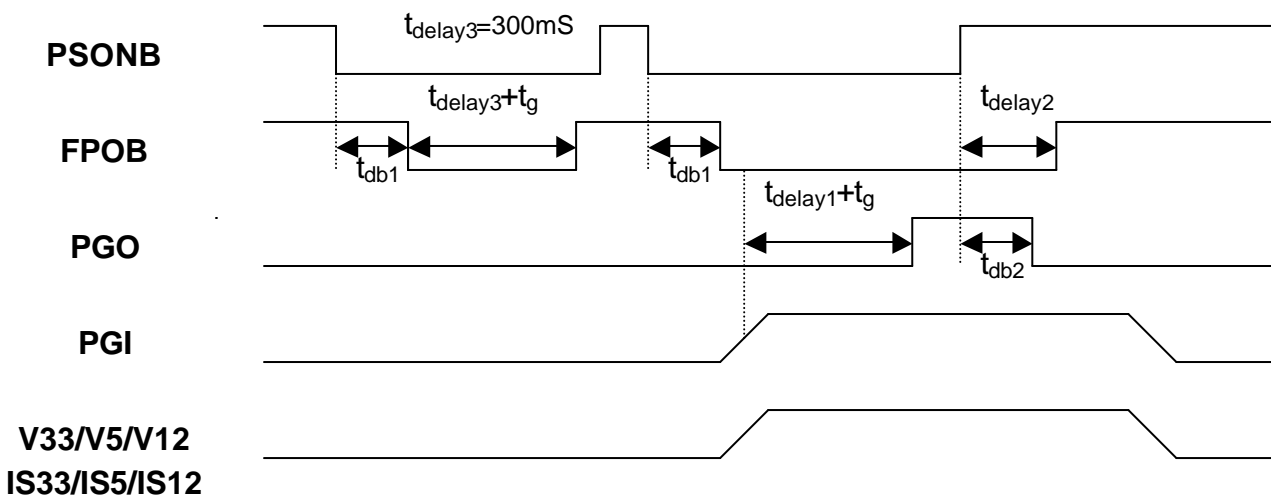 PSONB
tdelay3=300mS
tdelay3+tg
tdelay2
FPOB
tdb1
tdb1
tdelay1+tg
PGO
tdb2
PGI
V33/V5/V12
IS33/IS5/IS12